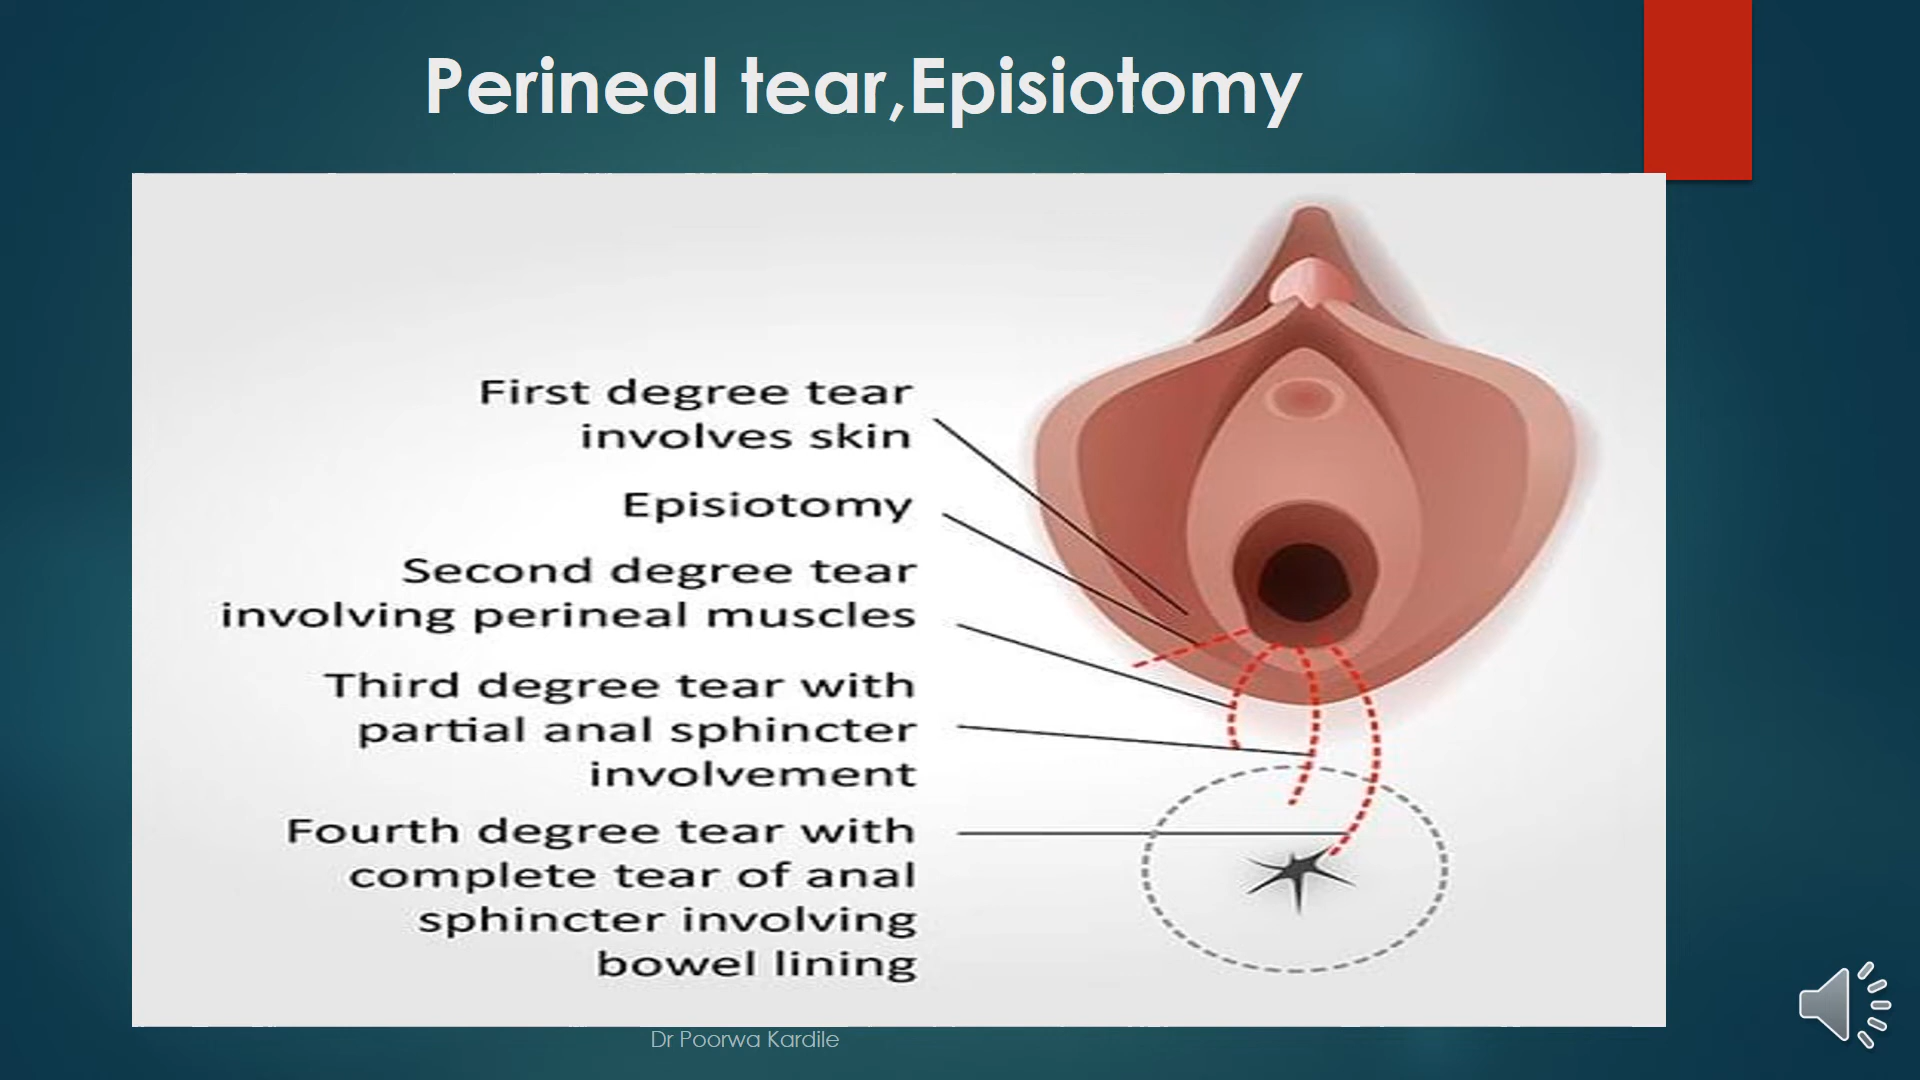 Perineal tear,Episiotomy
First degree tear
involves skin
Episiotomy
Second degree tear
involving perineal muscles
Third degree tear with
partial anal sphincter
involvement
Fourth degree tear with
complete tear of anal
sphincter involving
bowel lining
Dr Poorwa Kardile